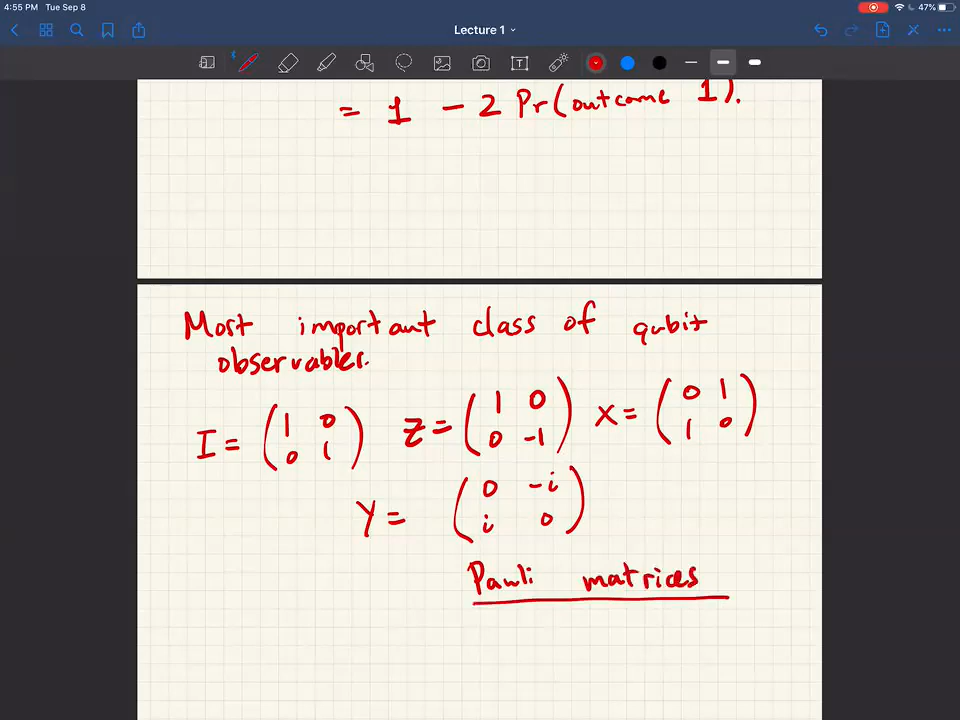 4:55 PM Tue Sep 8
47%
Lecture 1
= 1 - 2 Pr(outcome 1).
Most important class of qubit
observables.
I = (1 0 0 1) Z = (1 0 0 -1) X = (0 1 1 0)
Y = (0 -i i 0)
Pauli matrices